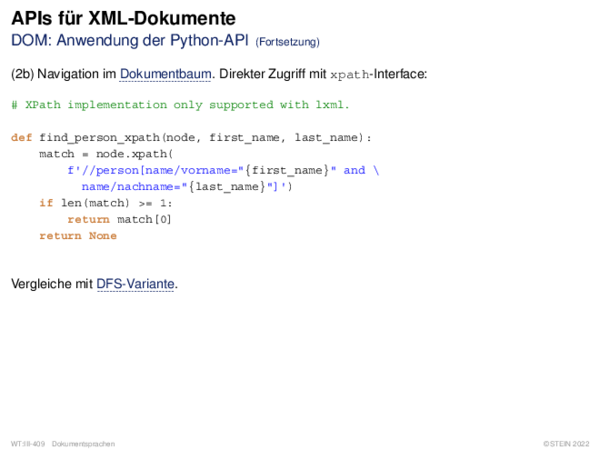 APIs für XML-Dokumente
DOM: Anwendung der Python-API (Fortsetzung)
(2b) Navigation im Dokumentbaum. Direkter Zugriff mit xpath-Interface:
# XPath implementation only supported with lxml.
def find_person_xpath(node, first_name, last_name):
    match = node.xpath(
        f'//person[name/vorname="{first_name}" and \
          name/nachname="{last_name}"]')
    if len(match) >= 1:
        return match[0]
    return None
Vergleiche mit DFS-Variante.
WT:III-409 Dokumentsprachen ©STEIN 2022